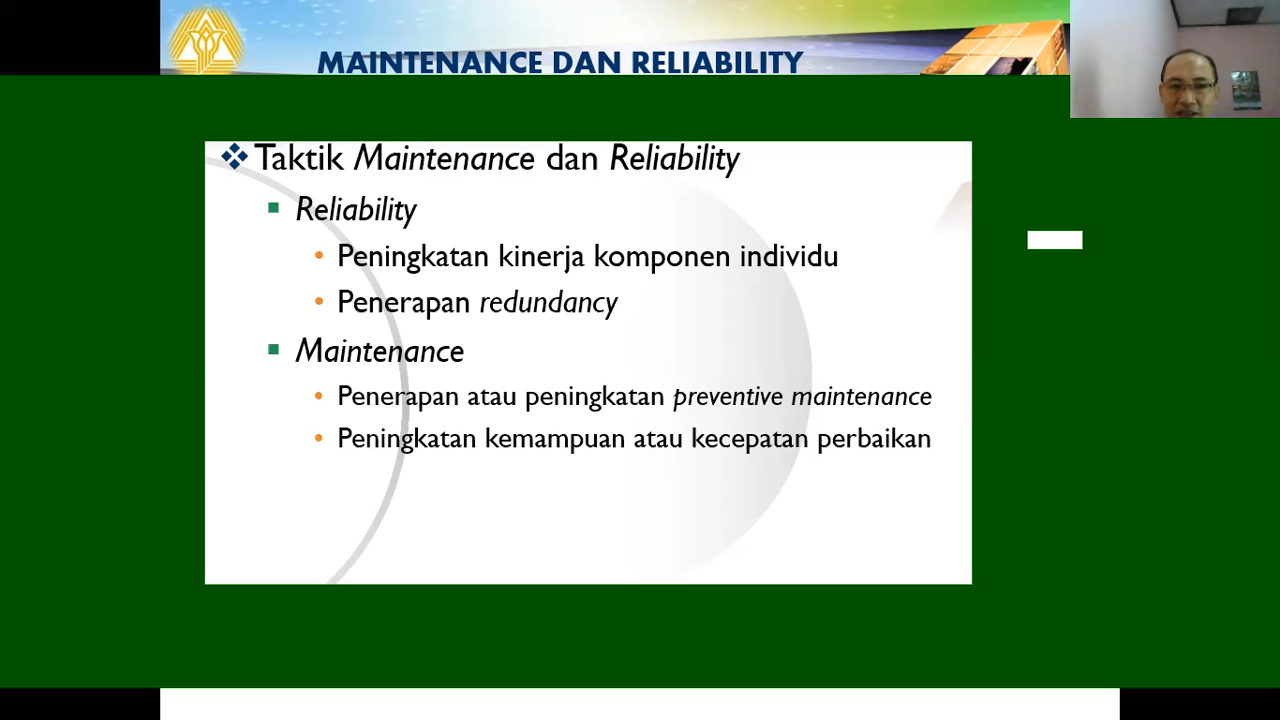 MAINTENANCE DAN RELIABILITY
Taktik Maintenance dan Reliability
Reliability
Peningkatan kinerja komponen individu
Penerapan redundancy
Maintenance
Penerapan atau peningkatan preventive maintenance
Peningkatan kemampuan atau kecepatan perbaikan